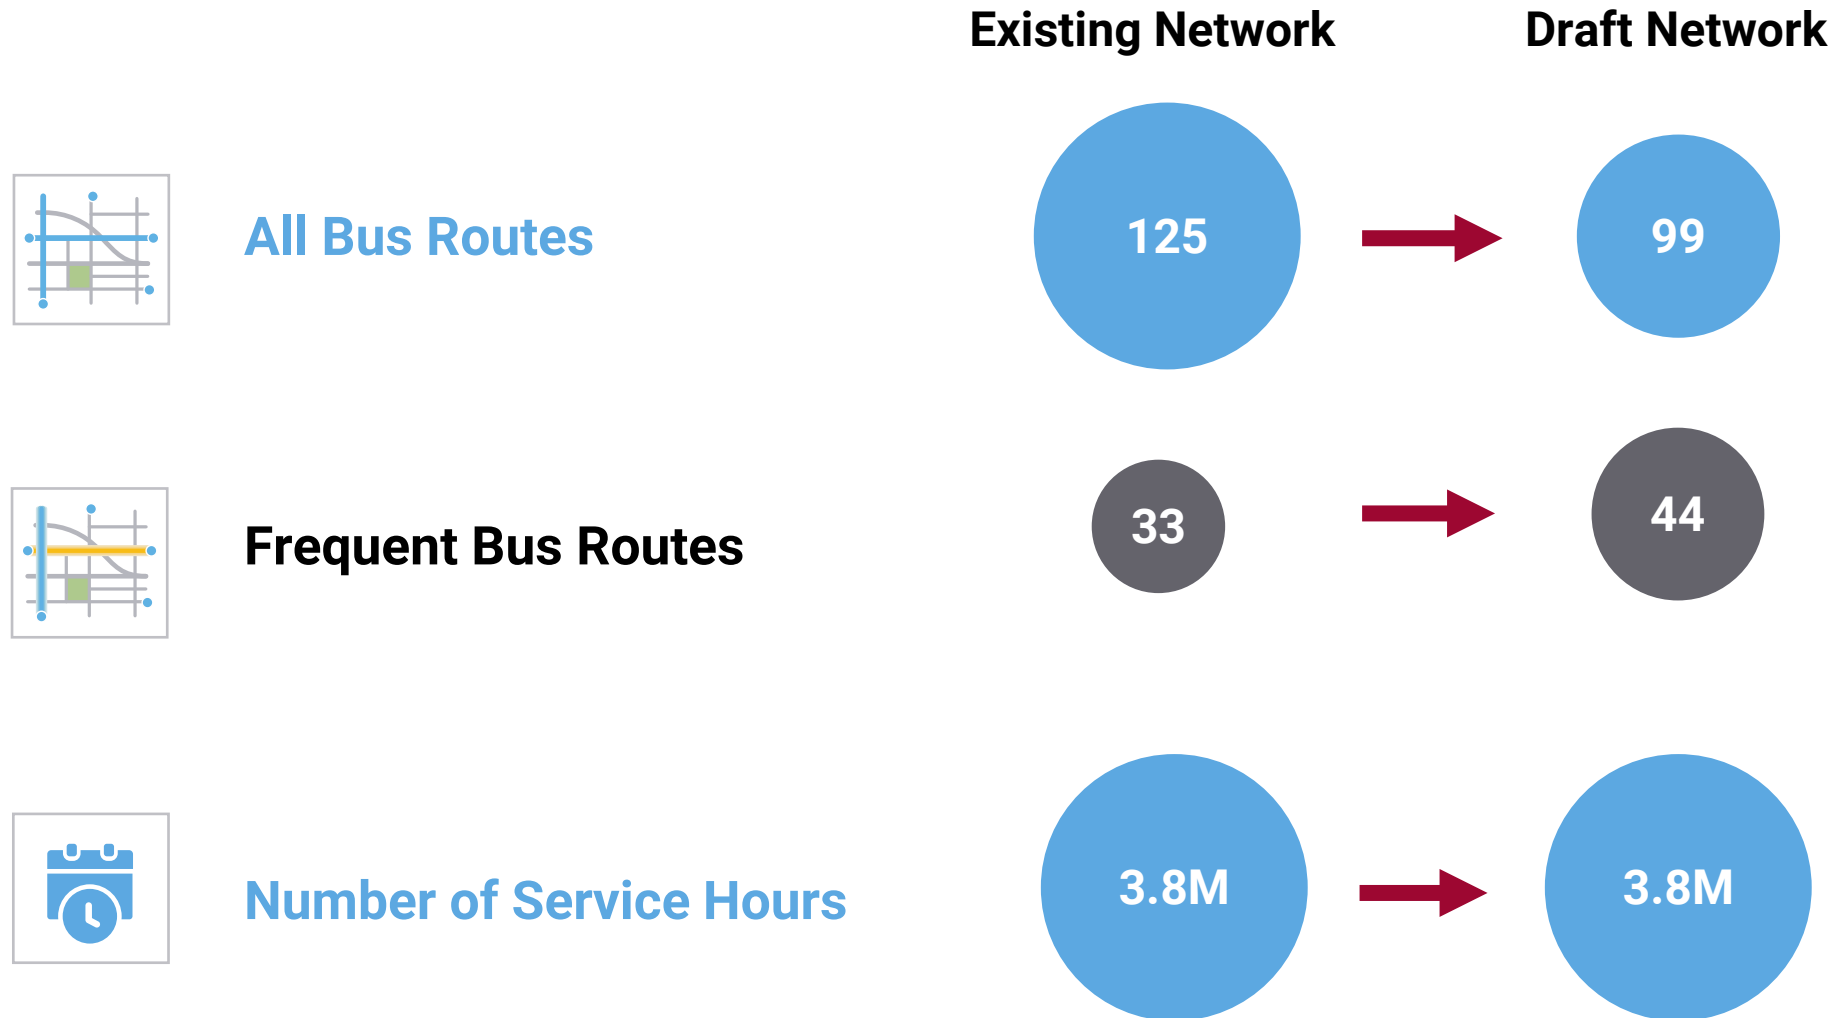 Existing Network Draft Network
All Bus Routes 125 99
Frequent Bus Routes 33 44
Number of Service Hours 3.8M 3.8M